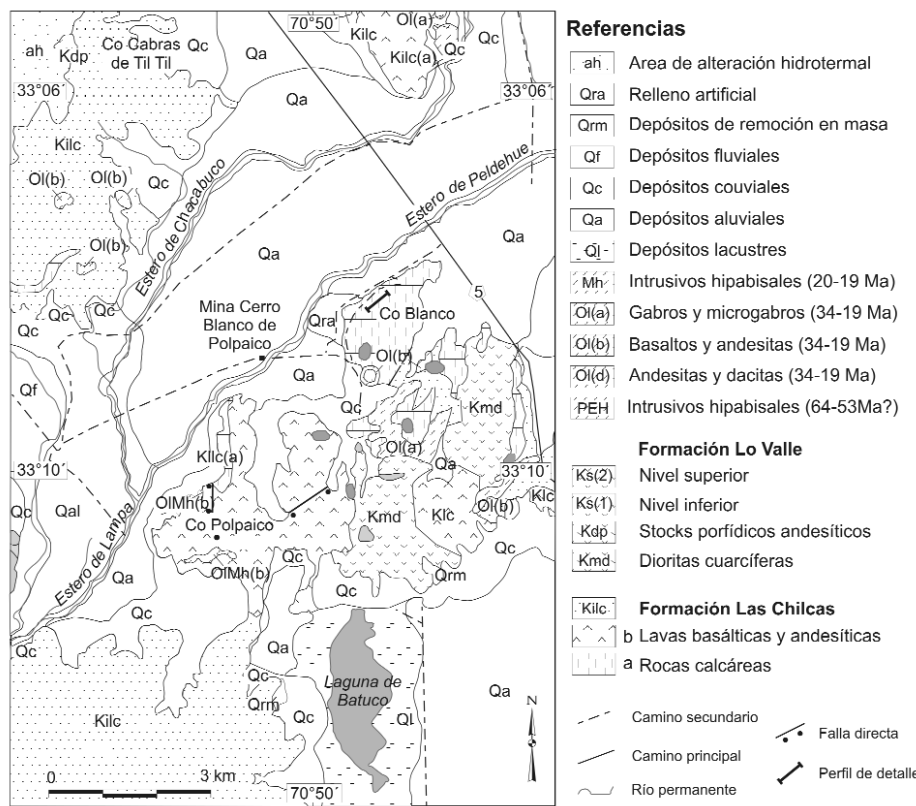 70°50´
Ol(a)
ah
Kdp
Co Cabras
de Til Til
Qc
Kilc
Qc
Qc
Qa
Kilc(a)
33°06´
33°06´
Qa
Kilc
Ol(b)
Ol(b)
Qc
Ol(b)
Estero de Chacabuco
Estero de Peldehue
Qa
Qa
5
Mina Cerro
Blanco de
Polpaico
Qral
Co Blanco
Qc
Qc
Qc
Ol(b)
Qa
Qf
Qc
Kmd
Ol(a)
33°10´
Kilc(a)
Qa
33°10´
Klc
Qc
Qal
OlMh(b)
Ol(b)
Co Polpaico
Kmd
Klc
Estero de Lampa
Qc
Qc
OlMh(b)
Qrm
Qa
Qc
Qc
Qc
Qa
Qc
Laguna de
Batuco
Qrm
Qc
Ql
Qa
Kilc
N
0
3 km
70°50´
Referencias
ah Area de alteración hidrotermal
Qra Relleno artificial
Qrm Depósitos de remoción en masa
Qf Depósitos fluviales
Qc Depósitos couviales
Qa Depósitos aluviales
Ql Depósitos lacustres
Mh Intrusivos hipabisales (20-19 Ma)
Ol(a) Gabros y microgabros (34-19 Ma)
Ol(b) Basaltos y andesitas (34-19 Ma)
Ol(d) Andesitas y dacitas (34-19 Ma)
PEH Intrusivos hipabisales (64-53Ma?)
Formación Lo Valle
Ks(2) Nivel superior
Ks(1) Nivel inferior
Kdp Stocks porfídicos andesíticos
Kmd Dioritas cuarcíferas
Kilc Formación Las Chilcas
b Lavas basálticas y andesíticas
a Rocas calcáreas
Camino secundario
Camino principal
Río permanente
Falla directa
Perfil de detalle